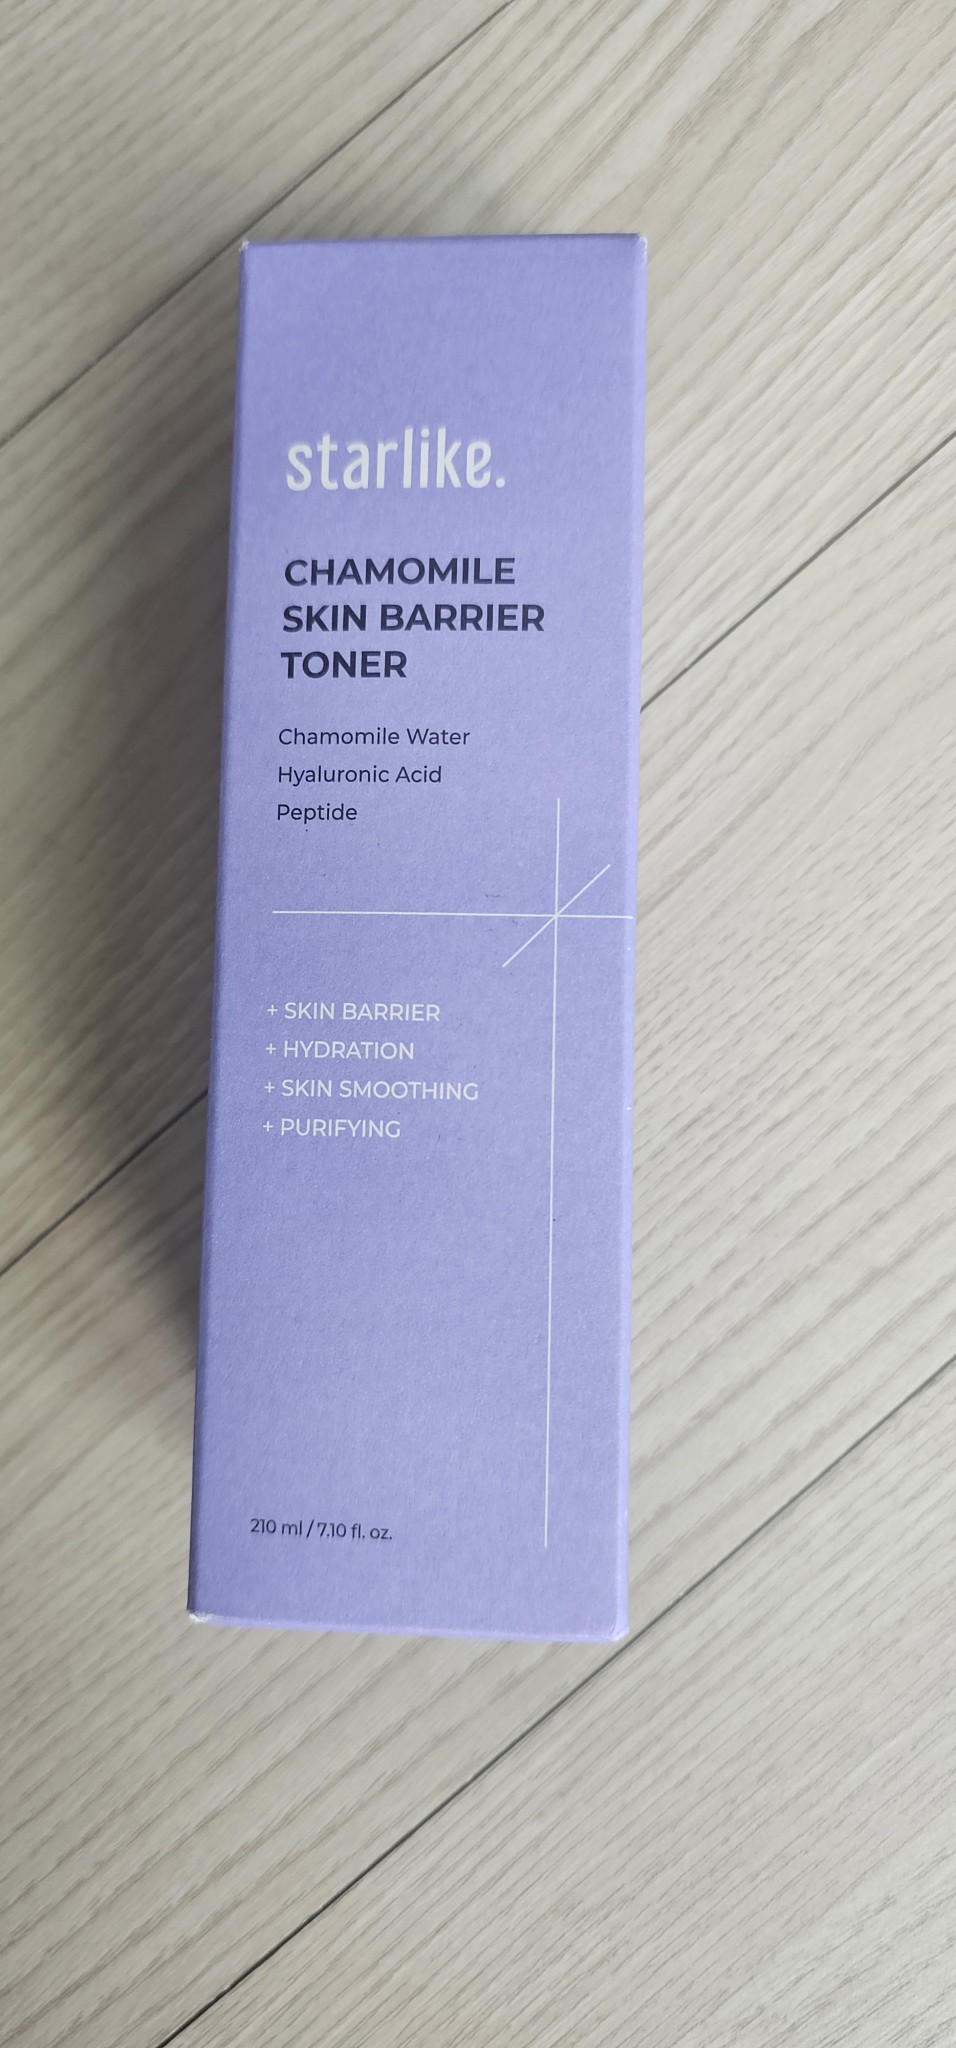 starlike.
CHAMOMILE
SKIN BARRIER
TONER
Chamomile Water
Hyaluronic Acid
Peptide
+ SKIN BARRIER
+ HYDRATION
+ SKIN SMOOTHING
+ PURIFYING
210 ml / 7.10 fl. oz.